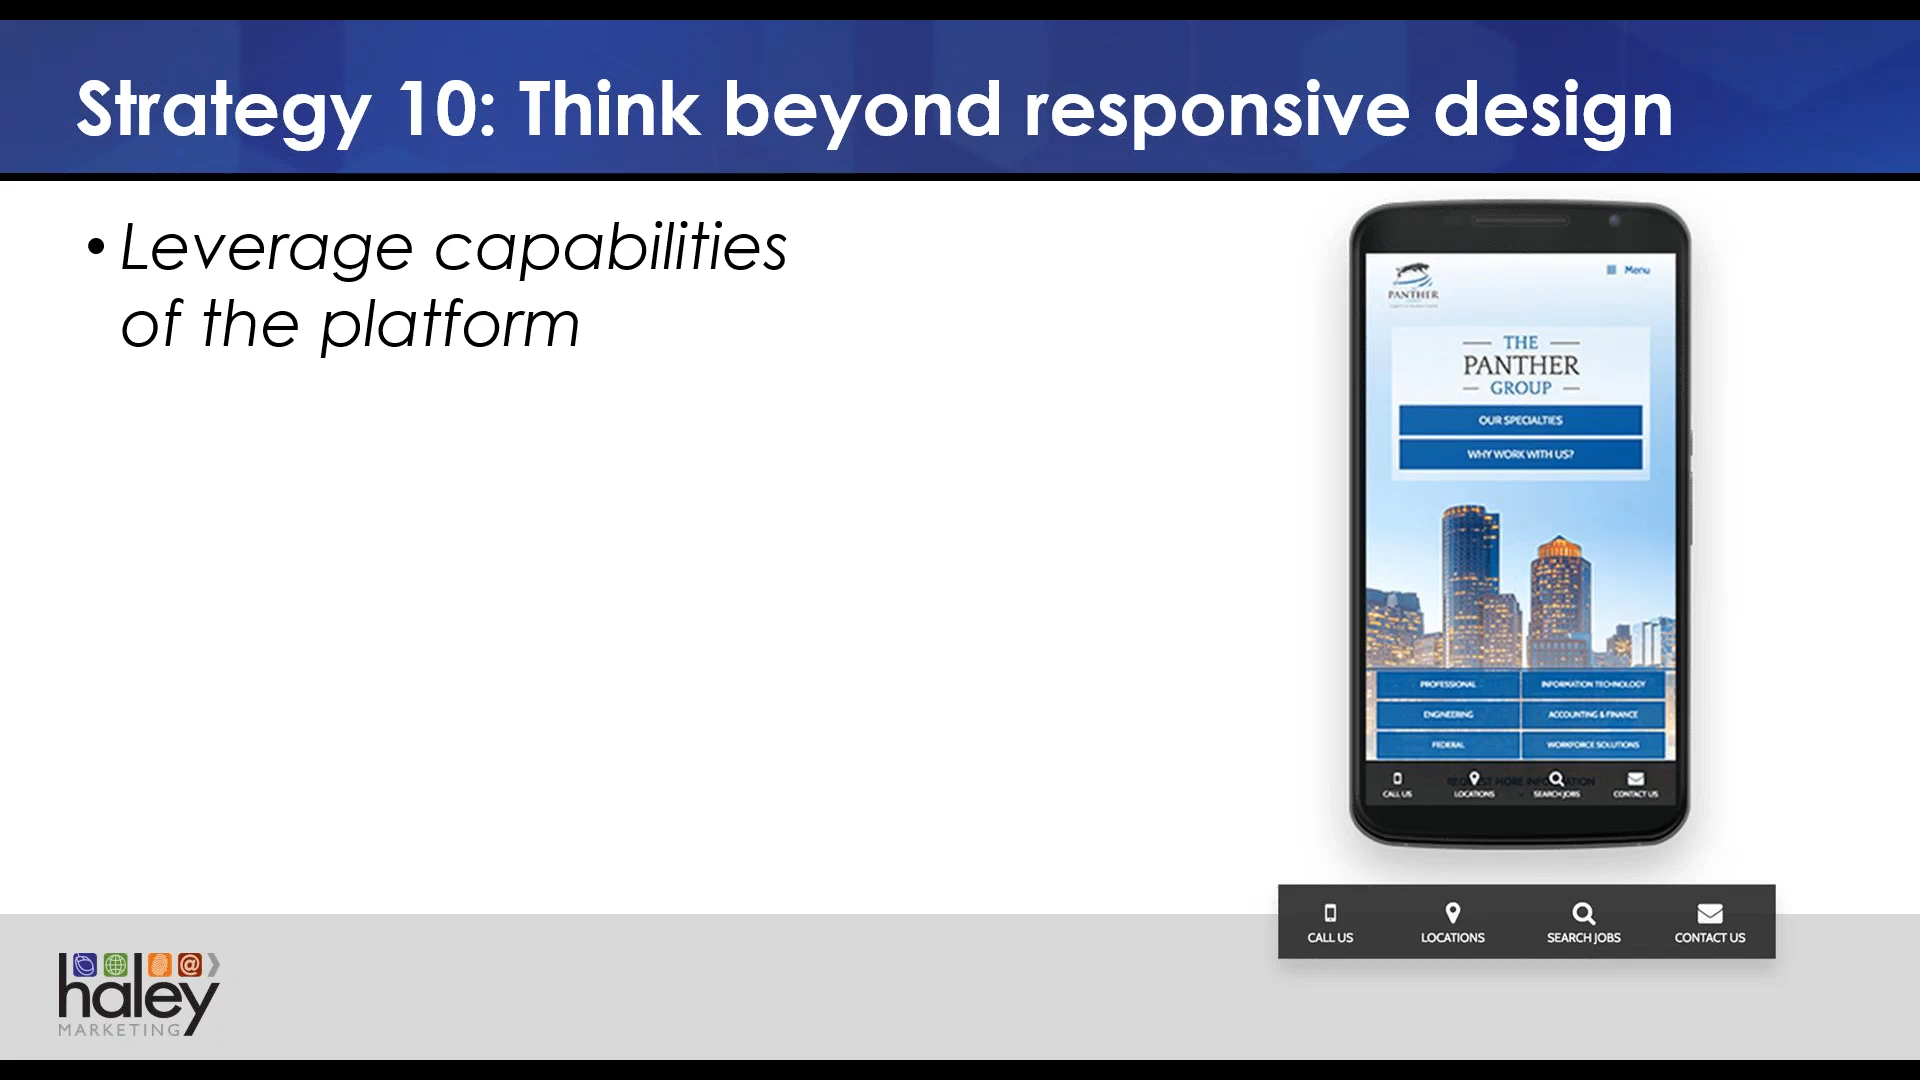 Strategy 10: Think beyond responsive design
• Leverage capabilities
of the platform
PANTHER
Menu
THE
PANTHER
GROUP
OUR SPECIALTIES
WHY WORK WITH US?
PROFESSIONAL
INFORMATION TECHNOLOGY
ENGINEERING
ACCOUNTING & FINANCE
FEDERAL
WORKFORCE SOLUTIONS
CALL US
LOCATIONS
SEARCH JOBS
CONTACT US
CALL US
LOCATIONS
SEARCH JOBS
CONTACT US
haley
MARKETING